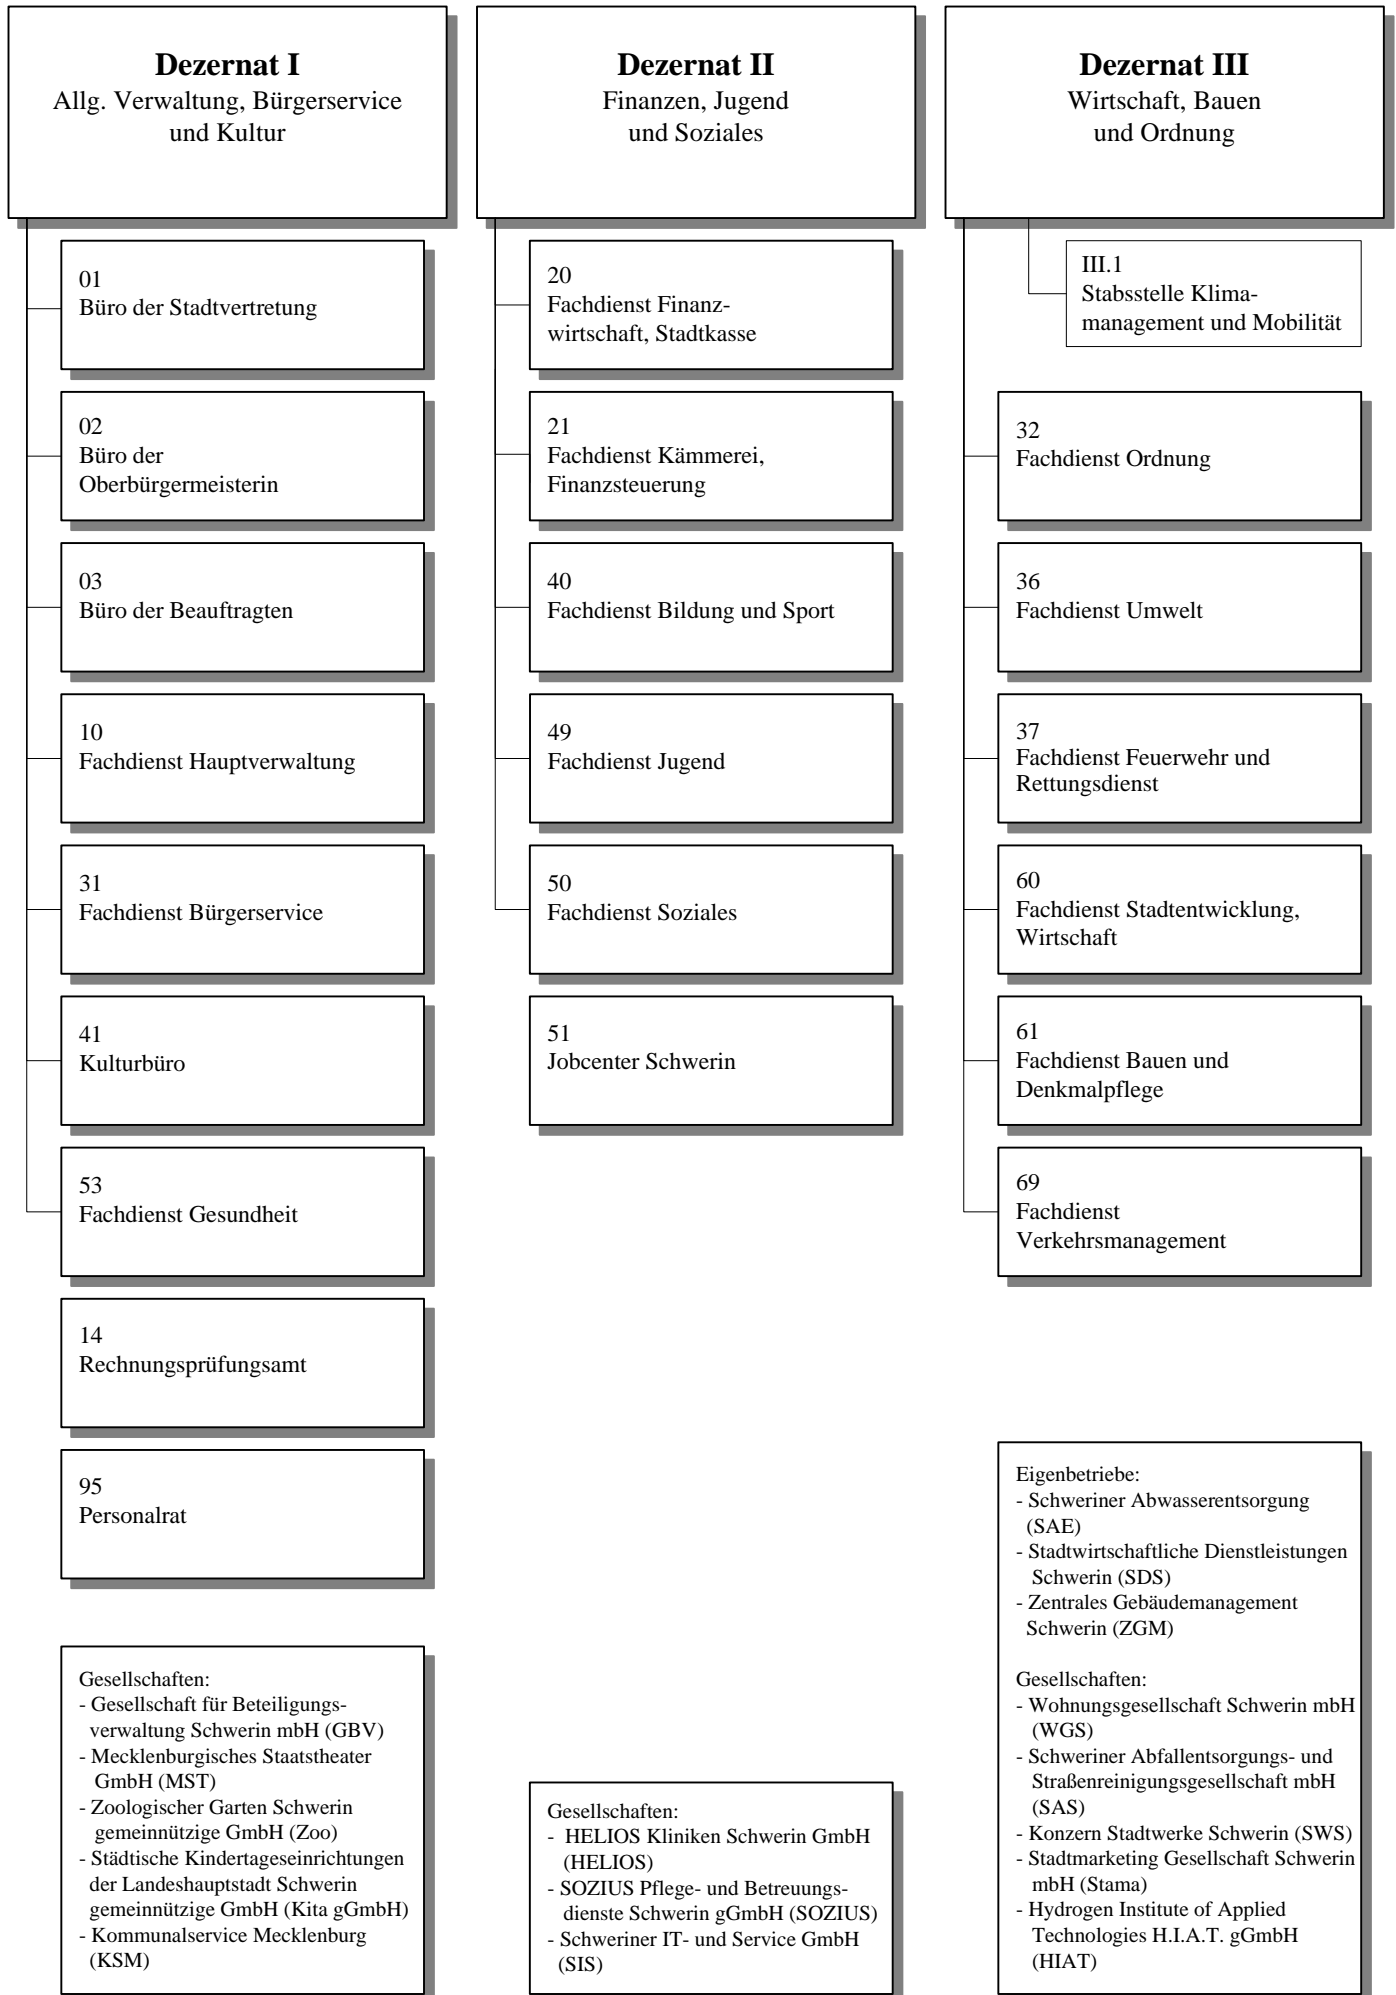 Dezernat I
Allg. Verwaltung, Bürgerservice
und Kultur
01
Büro der Stadtvertretung
02
Büro der
Oberbürgermeisterin
03
Büro der Beauftragten
10
Fachdienst Hauptverwaltung
31
Fachdienst Bürgerservice
41
Kulturbüro
53
Fachdienst Gesundheit
14
Rechnungsprüfungsamt
95
Personalrat
Gesellschaften:
- Gesellschaft für Beteiligungs-
verwaltung Schwerin mbH (GBV)
- Mecklenburgisches Staatstheater
GmbH (MST)
- Zoologischer Garten Schwerin
gemeinnützige GmbH (Zoo)
- Städtische Kindertageseinrichtungen
der Landeshauptstadt Schwerin
gemeinnützige GmbH (Kita gGmbH)
- Kommunalservice Mecklenburg
(KSM)
Dezernat II
Finanzen, Jugend
und Soziales
20
Fachdienst Finanz-
wirtschaft, Stadtkasse
21
Fachdienst Kämmerei,
Finanzsteuerung
40
Fachdienst Bildung und Sport
49
Fachdienst Jugend
50
Fachdienst Soziales
51
Jobcenter Schwerin
Gesellschaften:
- HELIOS Kliniken Schwerin GmbH
(HELIOS)
- SOZIUS Pflege- und Betreuungs-
dienste Schwerin gGmbH (SOZIUS)
- Schweriner IT- und Service GmbH
(SIS)
Dezernat III
Wirtschaft, Bauen
und Ordnung
III.1
Stabsstelle Klima-
management und Mobilität
32
Fachdienst Ordnung
36
Fachdienst Umwelt
37
Fachdienst Feuerwehr und
Rettungsdienst
60
Fachdienst Stadtentwicklung,
Wirtschaft
61
Fachdienst Bauen und
Denkmalpflege
69
Fachdienst
Verkehrsmanagement
Eigenbetriebe:
- Schweriner Abwasserentsorgung
(SAE)
- Stadtwirtschaftliche Dienstleistungen
Schwerin (SDS)
- Zentrales Gebäudemanagement
Schwerin (ZGM)
Gesellschaften:
- Wohnungsgesellschaft Schwerin mbH
(WGS)
- Schweriner Abfallentsorgungs- und
Straßenreinigungsgesellschaft mbH
(SAS)
- Konzern Stadtwerke Schwerin (SWS)
- Stadtmarketing Gesellschaft Schwerin
mbH (Stama)
- Hydrogen Institute of Applied
Technologies H.I.A.T. gGmbH
(HIAT)